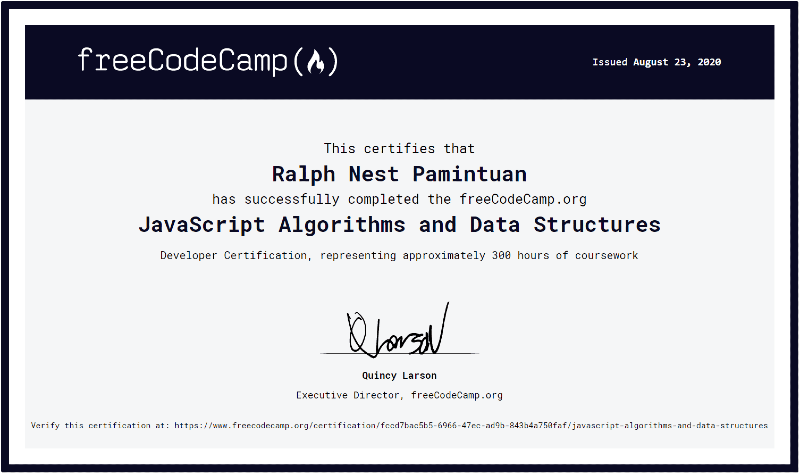 freeCodeCamp
Issued August 23, 2020
This certifies that
Ralph Nest Pamintuan
has successfully completed the freeCodeCamp.org
JavaScript Algorithms and Data Structures
Developer Certification, representing approximately 300 hours of coursework
Q Larson
Quincy Larson
Executive Director, freeCodeCamp.org
Verify this certification at: https://www.freecodecamp.org/certification/fccd7bac5b5-6966-47ec-ad9b-843b4a750faf/javascript-algorithms-and-data-structures